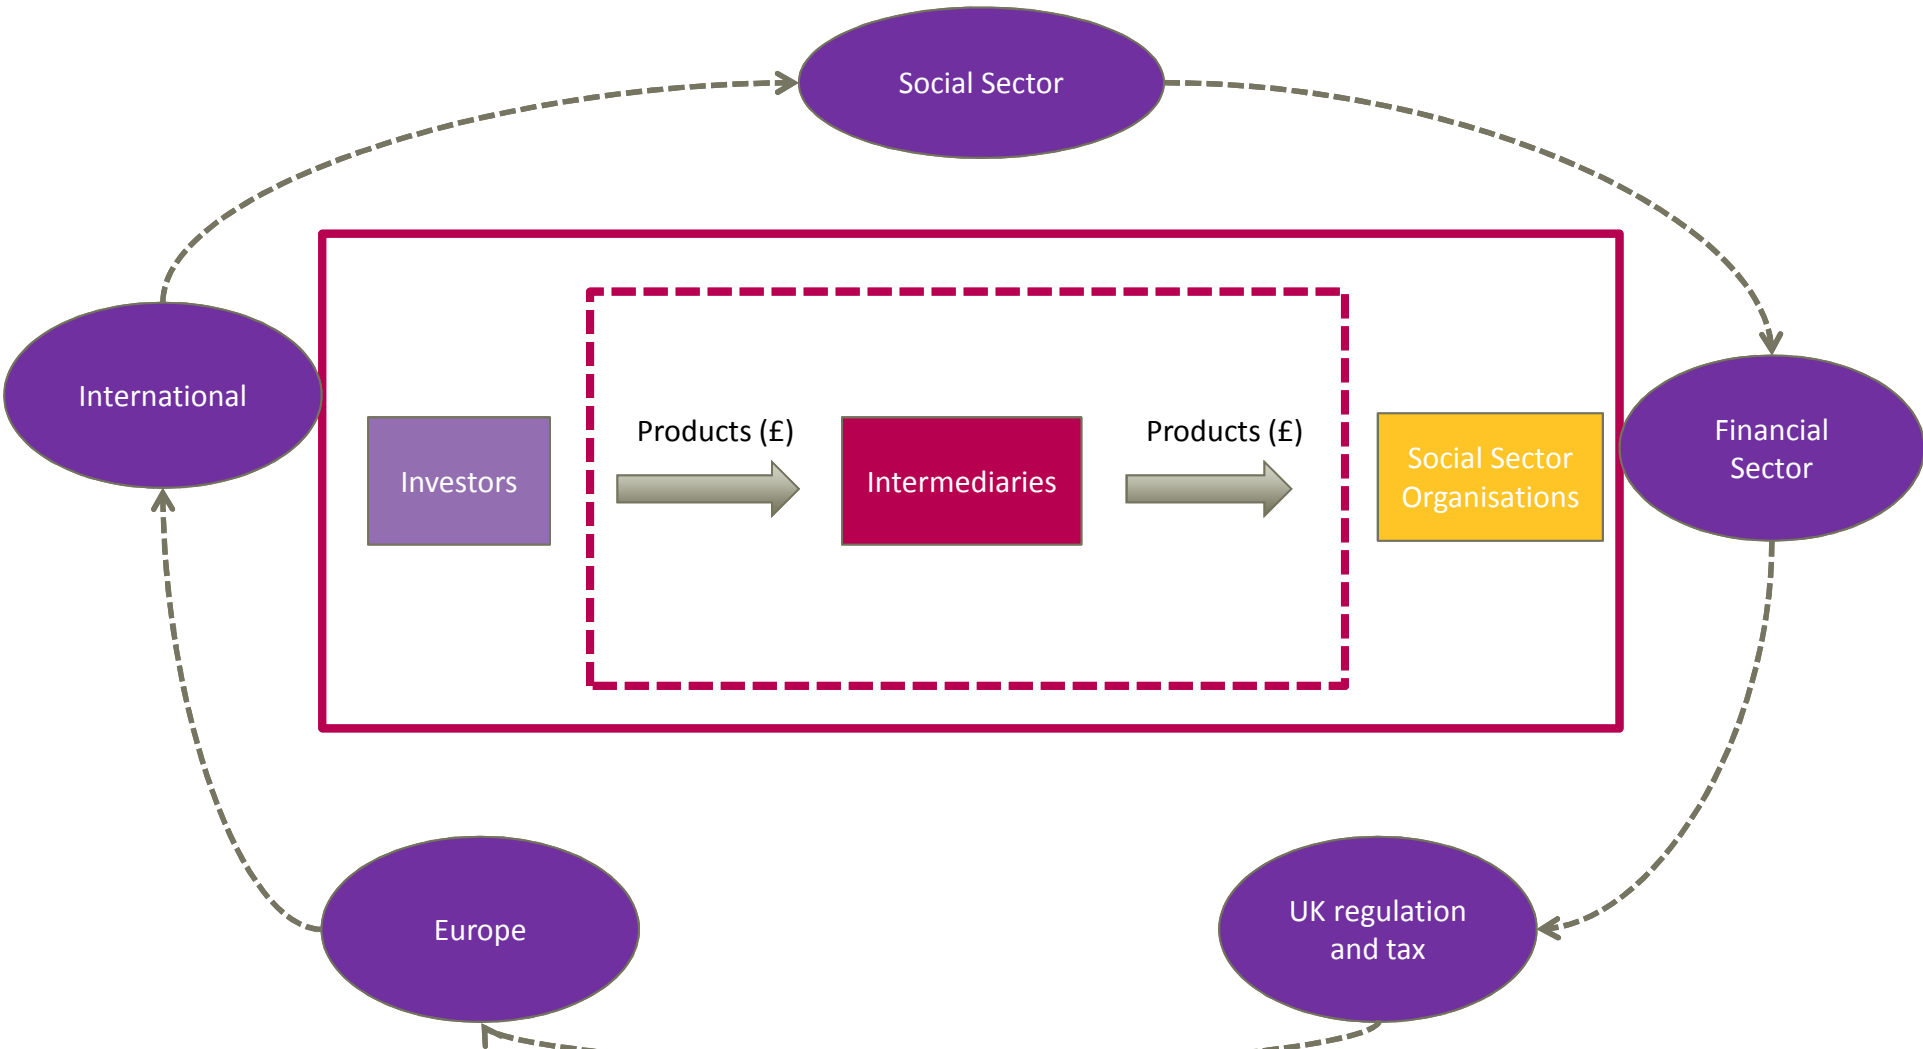 Social Sector
International
Products (£)
Products (£)
Investors
Intermediaries
Social Sector
Organisations
Financial
Sector
Europe
UK regulation
and tax